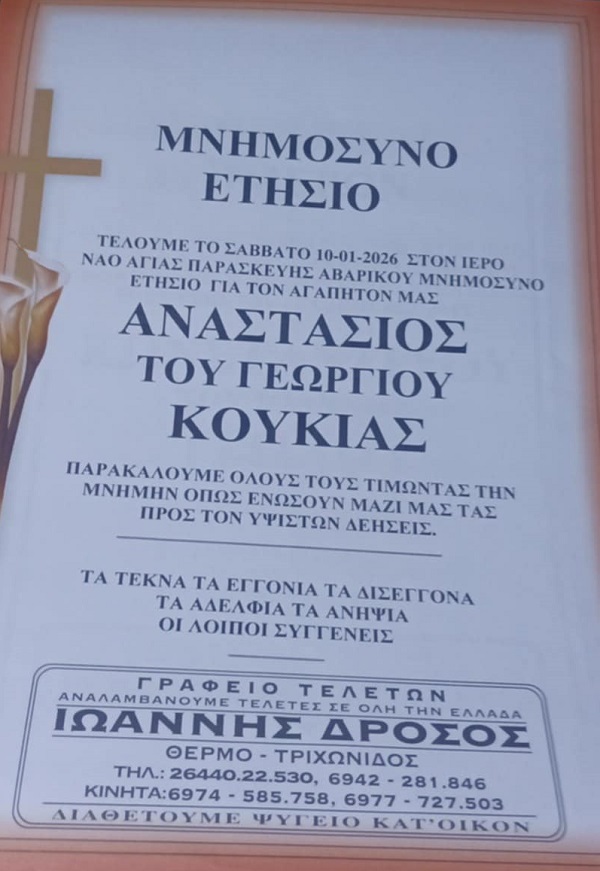 ΜΝΗΜΟΣΥΝΟ
ΕΤΗΣΙΟ
ΤΕΛΟΥΜΕ ΤΟ ΣΑΒΒΑΤΟ 10-01-2026 ΣΤΟΝ ΙΕΡΟ
ΝΑΟ ΑΓΙΑΣ ΠΑΡΑΣΚΕΥΗΣ ΑΒΑΡΙΚΟΥ ΜΝΗΜΟΣΥΝΟ
ΕΤΗΣΙΟ ΓΙΑ ΤΟΝ ΑΓΑΠΗΤΟΝ ΜΑΣ
ΑΝΑΣΤΑΣΙΟΣ
ΤΟΥ ΓΕΩΡΓΙΟΥ
ΚΟΥΚΙΑΣ
ΠΑΡΑΚΑΛΟΥΜΕ ΟΛΟΥΣ ΤΟΥΣ ΤΙΜΩΝΤΑΣ ΤΗΝ
ΜΝΗΜΗΝ ΟΠΩΣ ΕΝΩΣΟΥΝ ΜΑΖΙ ΜΑΣ ΤΑΣ
ΠΡΟΣ ΤΟΝ ΥΨΙΣΤΩΝ ΔΕΗΣΕΙΣ.
ΤΑ ΤΕΚΝΑ ΤΑ ΕΓΓΟΝΙΑ ΤΑ ΔΙΣΕΓΓΟΝΑ
ΤΑ ΑΔΕΛΦΙΑ ΤΑ ΑΝΗΨΙΑ
ΟΙ ΛΟΙΠΟΙ ΣΥΓΓΕΝΕΙΣ
ΓΡΑΦΕΙΟ ΤΕΛΕΤΩΝ
ΑΝΑΛΑΜΒΑΝΟΥΜΕ ΤΕΛΕΤΕΣ ΣΕ ΟΛΗ ΤΗΝ ΕΛΛΑΔΑ
ΙΩΑΝΝΗΣ ΔΡΟΣΟΣ
ΘΕΡΜΟ - ΤΡΙΧΩΝΙΔΟΣ
ΤΗΛ.: 26440.22.530, 6942 - 281.846
ΚΙΝΗΤΑ:6974 - 585.758, 6977 - 727.503
ΔΙΑΘΕΤΟΥΜΕ ΨΥΓΕΙΟ ΚΑΤ'ΟΙΚΟΝ